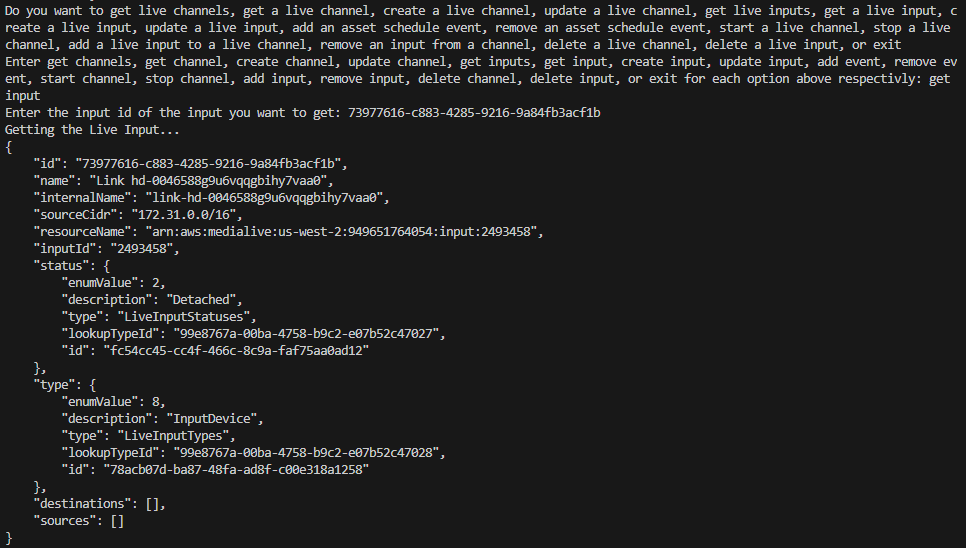 Do you want to get live channels, get a live channel, create a live channel, update a live channel, get live inputs, get a live input, c
reate a live input, update a live input, add an asset schedule event, remove an asset schedule event, start a live channel, stop a live
channel, add a live input to a live channel, remove an input from a channel, delete a live channel, delete a live input, or exit
Enter get channels, get channel, create channel, update channel, get inputs, get input, create input, update input, add event, remove ev
ent, start channel, stop channel, add input, remove input, delete channel, delete input, or exit for each option above respectivly: get
input
Enter the input id of the input you want to get: 73977616-c883-4285-9216-9a84fb3acf1b
Getting the Live Input...
{
    "id": "73977616-c883-4285-9216-9a84fb3acf1b",
    "name": "Link hd-0046588g9u6vqqgbihy7vaa0",
    "internalName": "link-hd-0046588g9u6vqqgbihy7vaa0",
    "sourceCidr": "172.31.0.0/16",
    "resourceName": "arn:aws:medialive:us-west-2:949651764054:input:2493458",
    "inputId": "2493458",
    "status": {
        "enumValue": 2,
        "description": "Detached",
        "type": "LiveInputStatuses",
        "lookupTypeId": "99e8767a-00ba-4758-b9c2-e07b52c47027",
        "id": "fc54cc45-cc4f-466c-8c9a-faf75aa0ad12"
    },
    "type": {
        "enumValue": 8,
        "description": "InputDevice",
        "type": "LiveInputTypes",
        "lookupTypeId": "99e8767a-00ba-4758-b9c2-e07b52c47028",
        "id": "78acb07d-ba87-48fa-ad8f-c00e318a1258"
    },
    "destinations": [],
    "sources": []
}